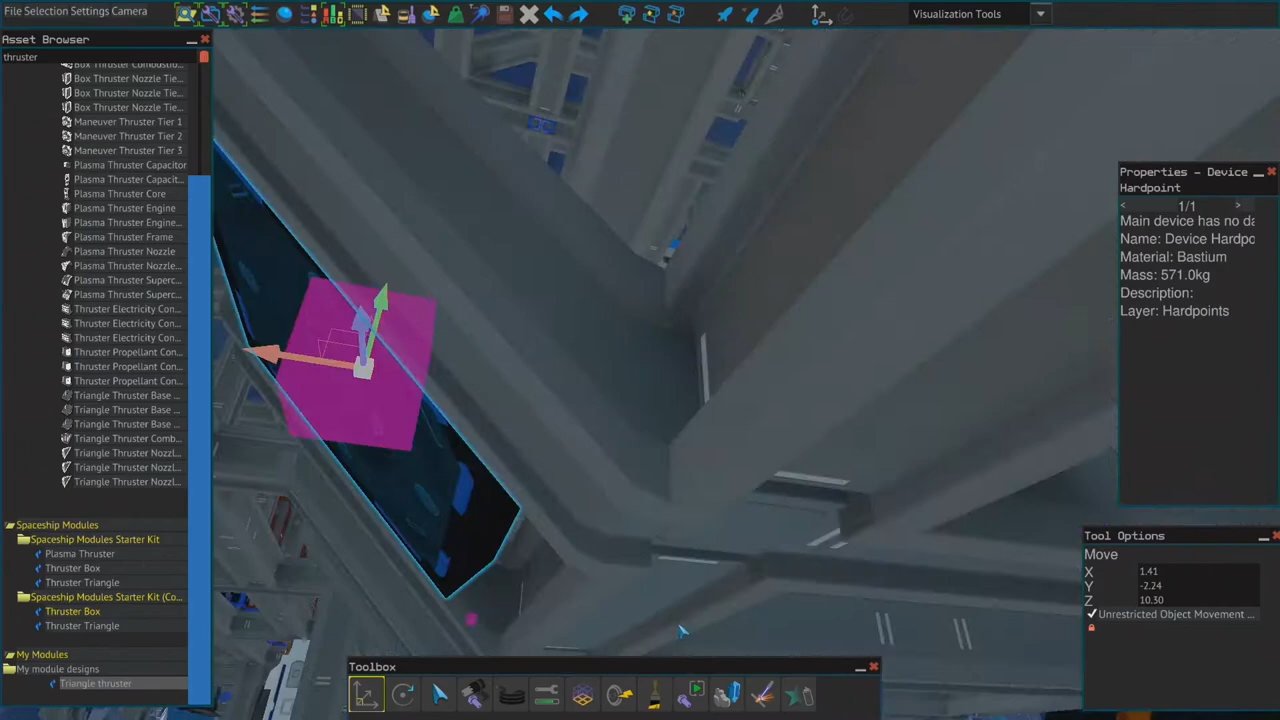 File Selection Settings Camera
Visualization Tools
Asset Browser
thruster
Box Thruster Combusto...
Box Thruster Nozzle Tie...
Box Thruster Nozzle Tie...
Box Thruster Nozzle Tie...
Maneuver Thruster Tier 1
Maneuver Thruster Tier 2
Maneuver Thruster Tier 3
Plasma Thruster Capacitor
Plasma Thruster Capacit...
Plasma Thruster Core
Plasma Thruster Engine
Plasma Thruster Engine...
Plasma Thruster Frame
Plasma Thruster Nozzle
Plasma Thruster Nozzle...
Plasma Thruster Superc...
Plasma Thruster Superc...
Thruster Electricity Con...
Thruster Electricity Con...
Thruster Electricity Con...
Thruster Propellant Con...
Thruster Propellant Con...
Thruster Propellant Con...
Triangle Thruster Base ...
Triangle Thruster Base ...
Triangle Thruster Base ...
Triangle Thruster Comb...
Triangle Thruster Nozzl...
Triangle Thruster Nozzl...
Triangle Thruster Nozzl...
Spaceship Modules
Spaceship Modules Starter Kit
Plasma Thruster
Thruster Box
Thruster Triangle
Spaceship Modules Starter Kit (Co...
Thruster Box
Thruster Triangle
My Modules
My module designs
Triangle thruster
Properties - Device
Hardpoint
< 1/1 >
Main device has no da
Name: Device Hardpo
Material: Bastium
Mass: 571.0kg
Description:
Layer: Hardpoints
Tool Options
Move
X 1.41
Y -2.24
Z 10.30
Unrestricted Object Movement ...
Toolbox